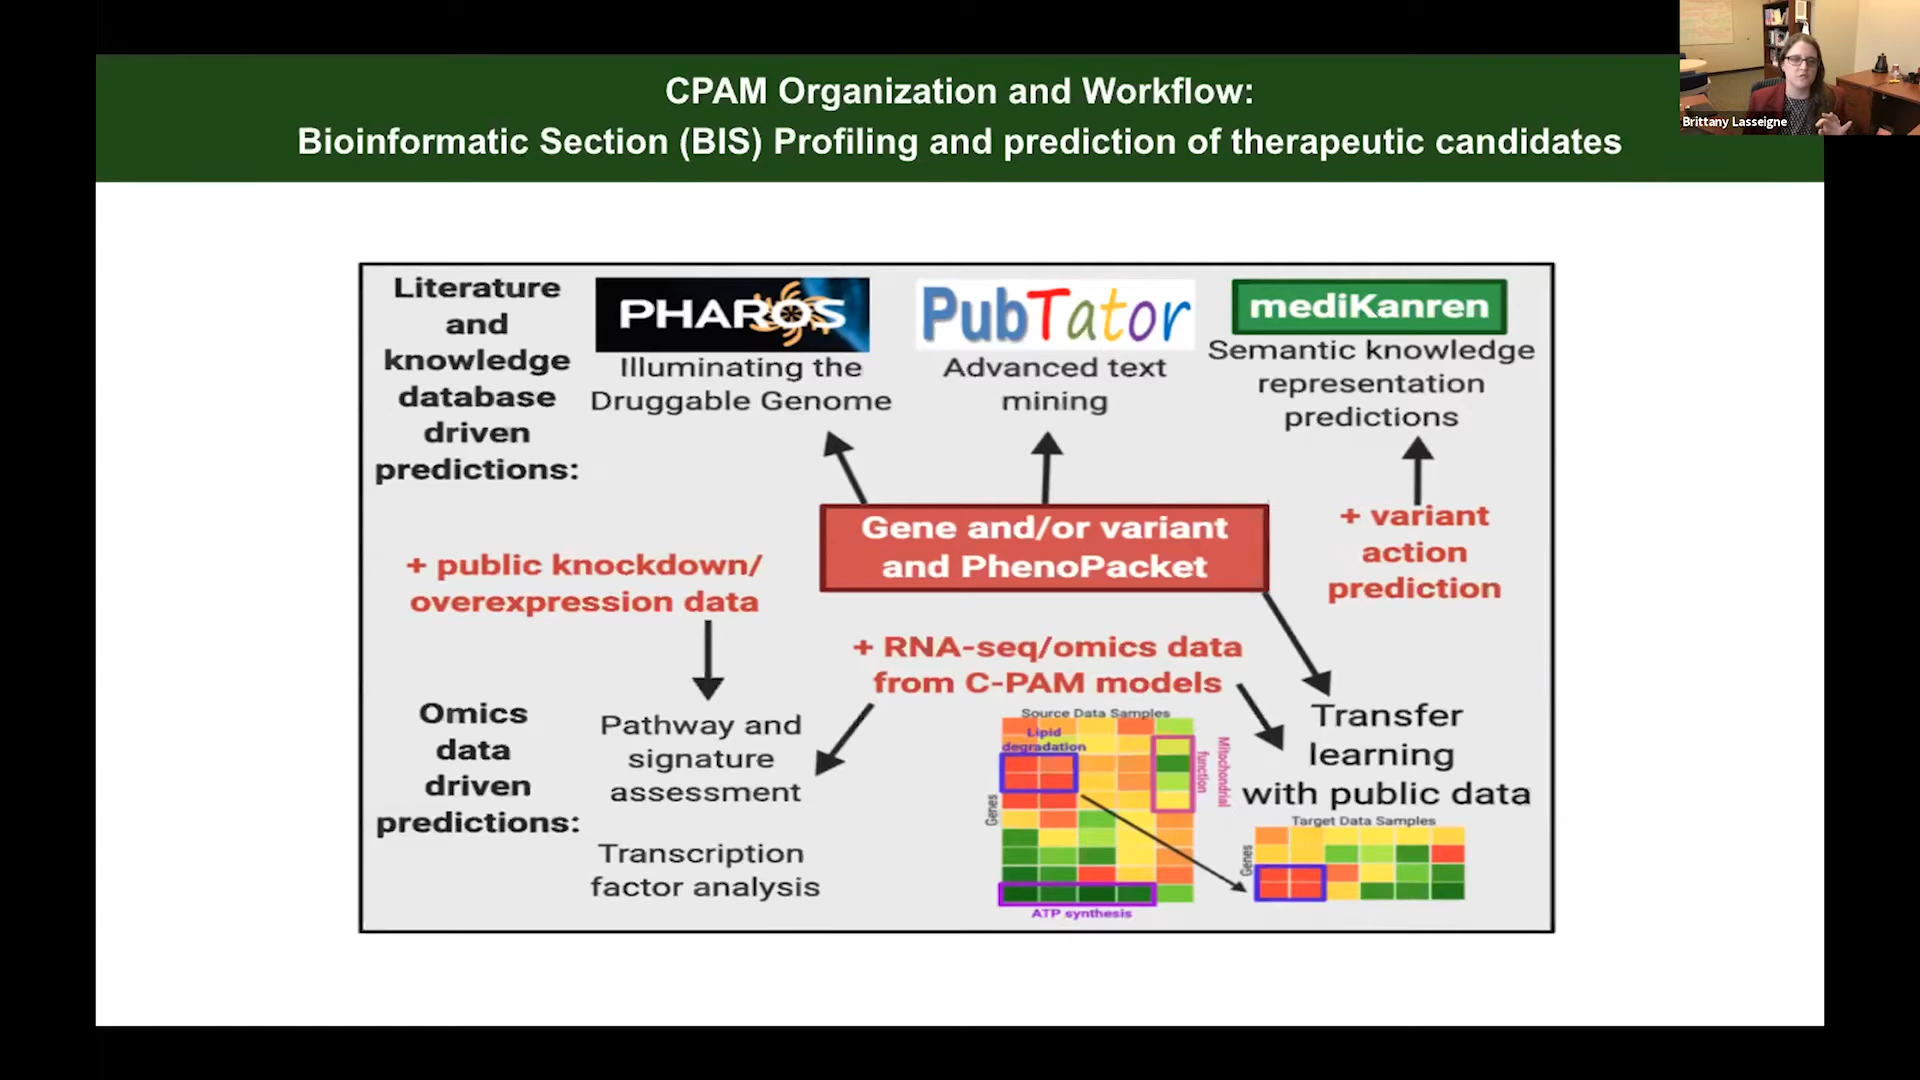 CPAM Organization and Workflow:
Bioinformatic Section (BIS) Profiling and prediction of therapeutic candidates
Brittany Lasseigne
Literature
and
knowledge
database
driven
predictions:
PHAROS
Illuminating the
Druggable Genome
PubTator
Advanced text
mining
mediKanren
Semantic knowledge
representation
predictions
Gene and/or variant
and PhenoPacket
+ variant
action
prediction
+ public knockdown/
overexpression data
+ RNA-seq/omics data
from C-PAM models
Omics
data
driven
predictions:
Pathway and
signature
assessment
Transcription
factor analysis
Source Data Samples
Lipid
degradation
Mitochondrial
function
Genes
ATP synthesis
Transfer
learning
with public data
Target Data Samples
Genes